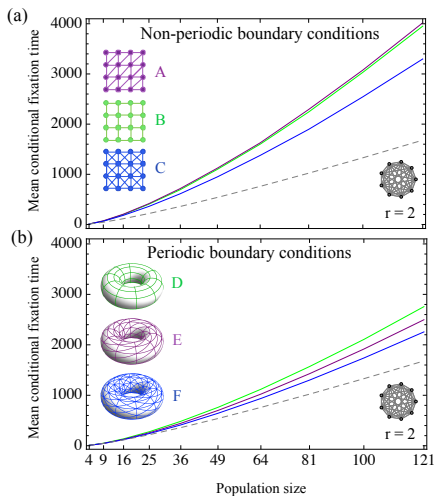 (a)
Non-periodic boundary conditions
Mean conditional fixation time
4000
3000
2000
1000
0
A
B
C
r = 2
(b)
Periodic boundary conditions
Mean conditional fixation time
4000
3000
2000
1000
0
D
E
F
r = 2
4 9 16 25 36 49 64 81 100 121
Population size